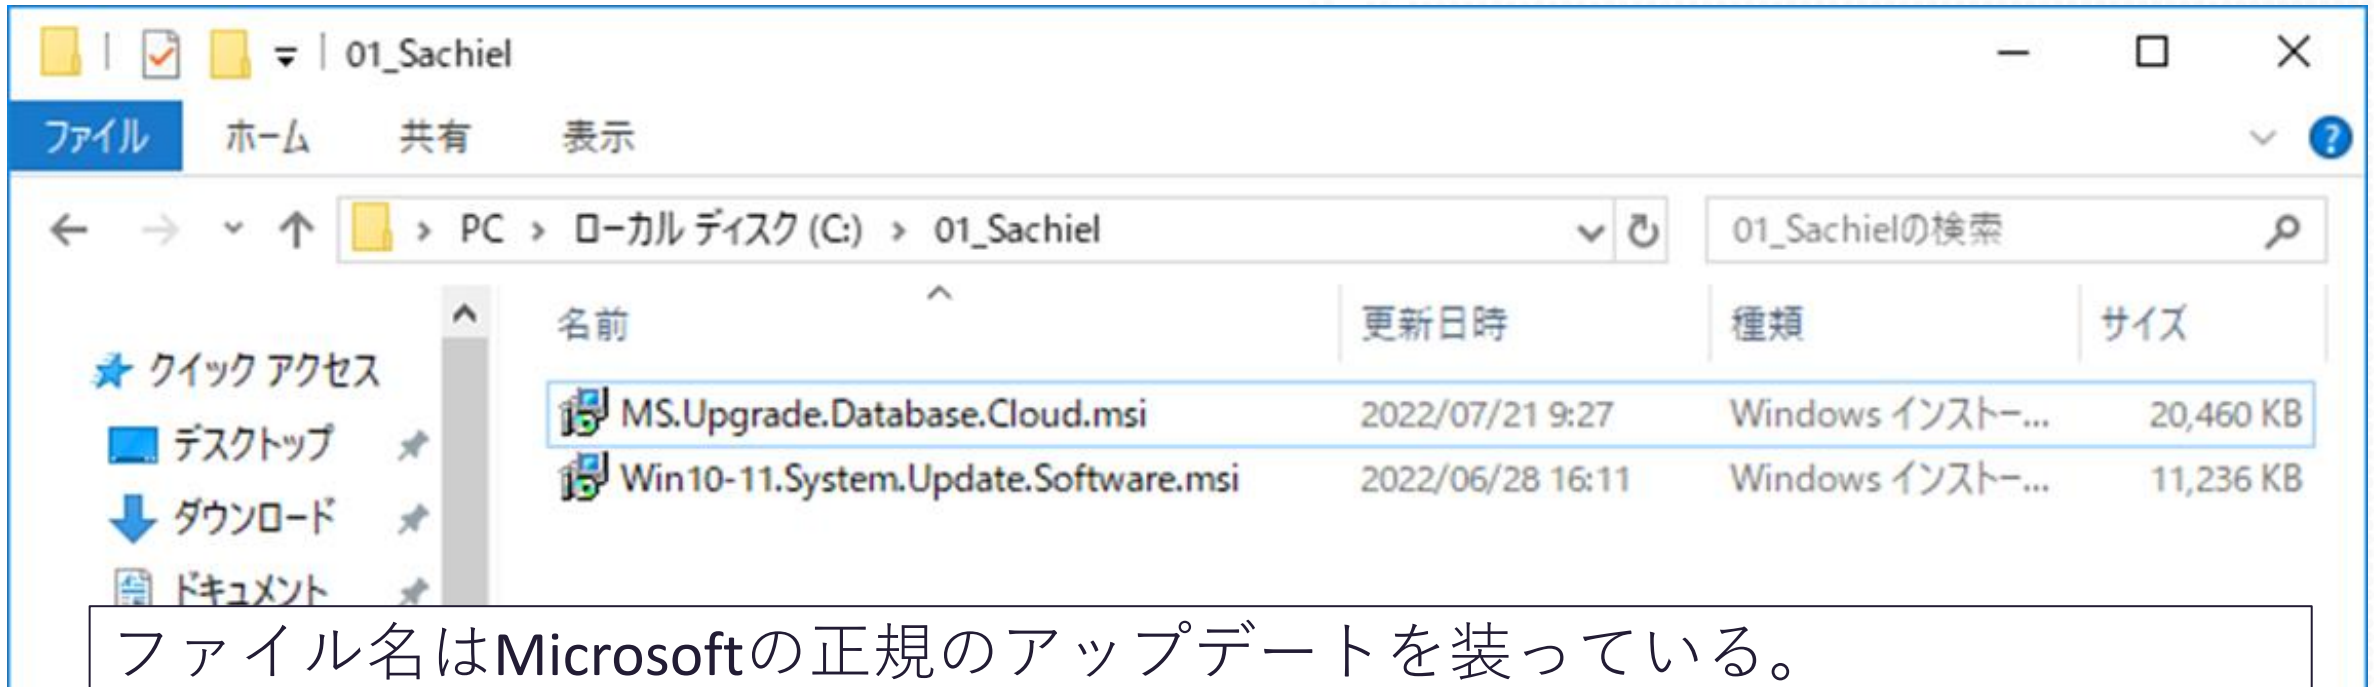 01_Sachiel
ファイル ホーム 共有 表示
PC › ローカル ディスク (C:) › 01_Sachiel
01_Sachielの検索
名前 更新日時 種類 サイズ
クイック アクセス
デスクトップ
ダウンロード
ドキュメント
MS.Upgrade.Database.Cloud.msi 2022/07/21 9:27 Windows インストー... 20,460 KB
Win10-11.System.Update.Software.msi 2022/06/28 16:11 Windows インストー... 11,236 KB
ファイル名はMicrosoftの正規のアップデートを装っている。